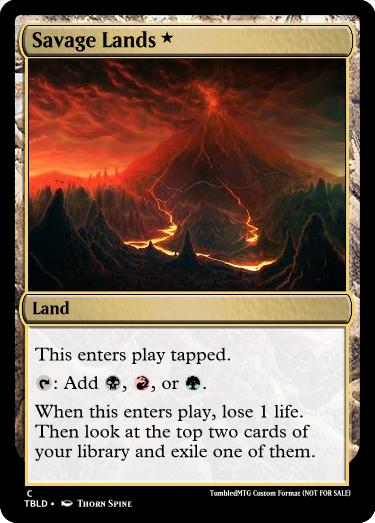 Savage Lands ★
Land
This enters play tapped.
: Add , , or .
When this enters play, lose 1 life.
Then look at the top two cards of
your library and exile one of them.
C
TBLD • Thorn Spine
TumbledMTG Custom Format (NOT FOR SALE)